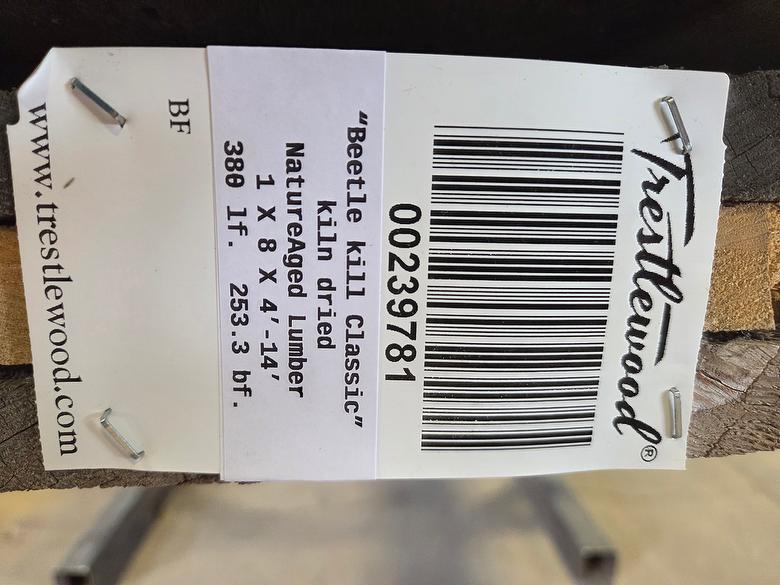 Trestlewood®
00239781
"Beetle kill Classic"
kiln dried
NatureAged Lumber
1 X 8 X 4'-14'
380 lf. 253.3 bf.
BF
www.trestlewood.com